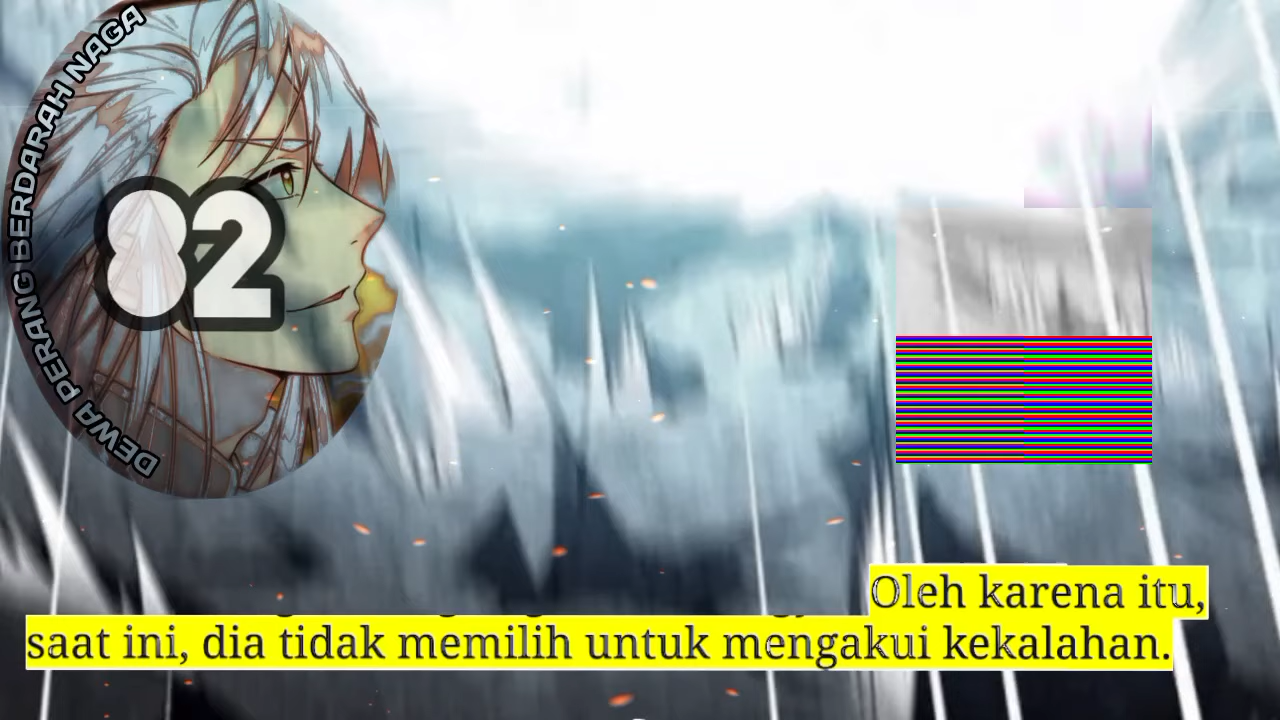 DEWA PERANG BERDARAH NAGA
82
Oleh karena itu,
saat ini, dia tidak memilih untuk mengakui kekalahan.